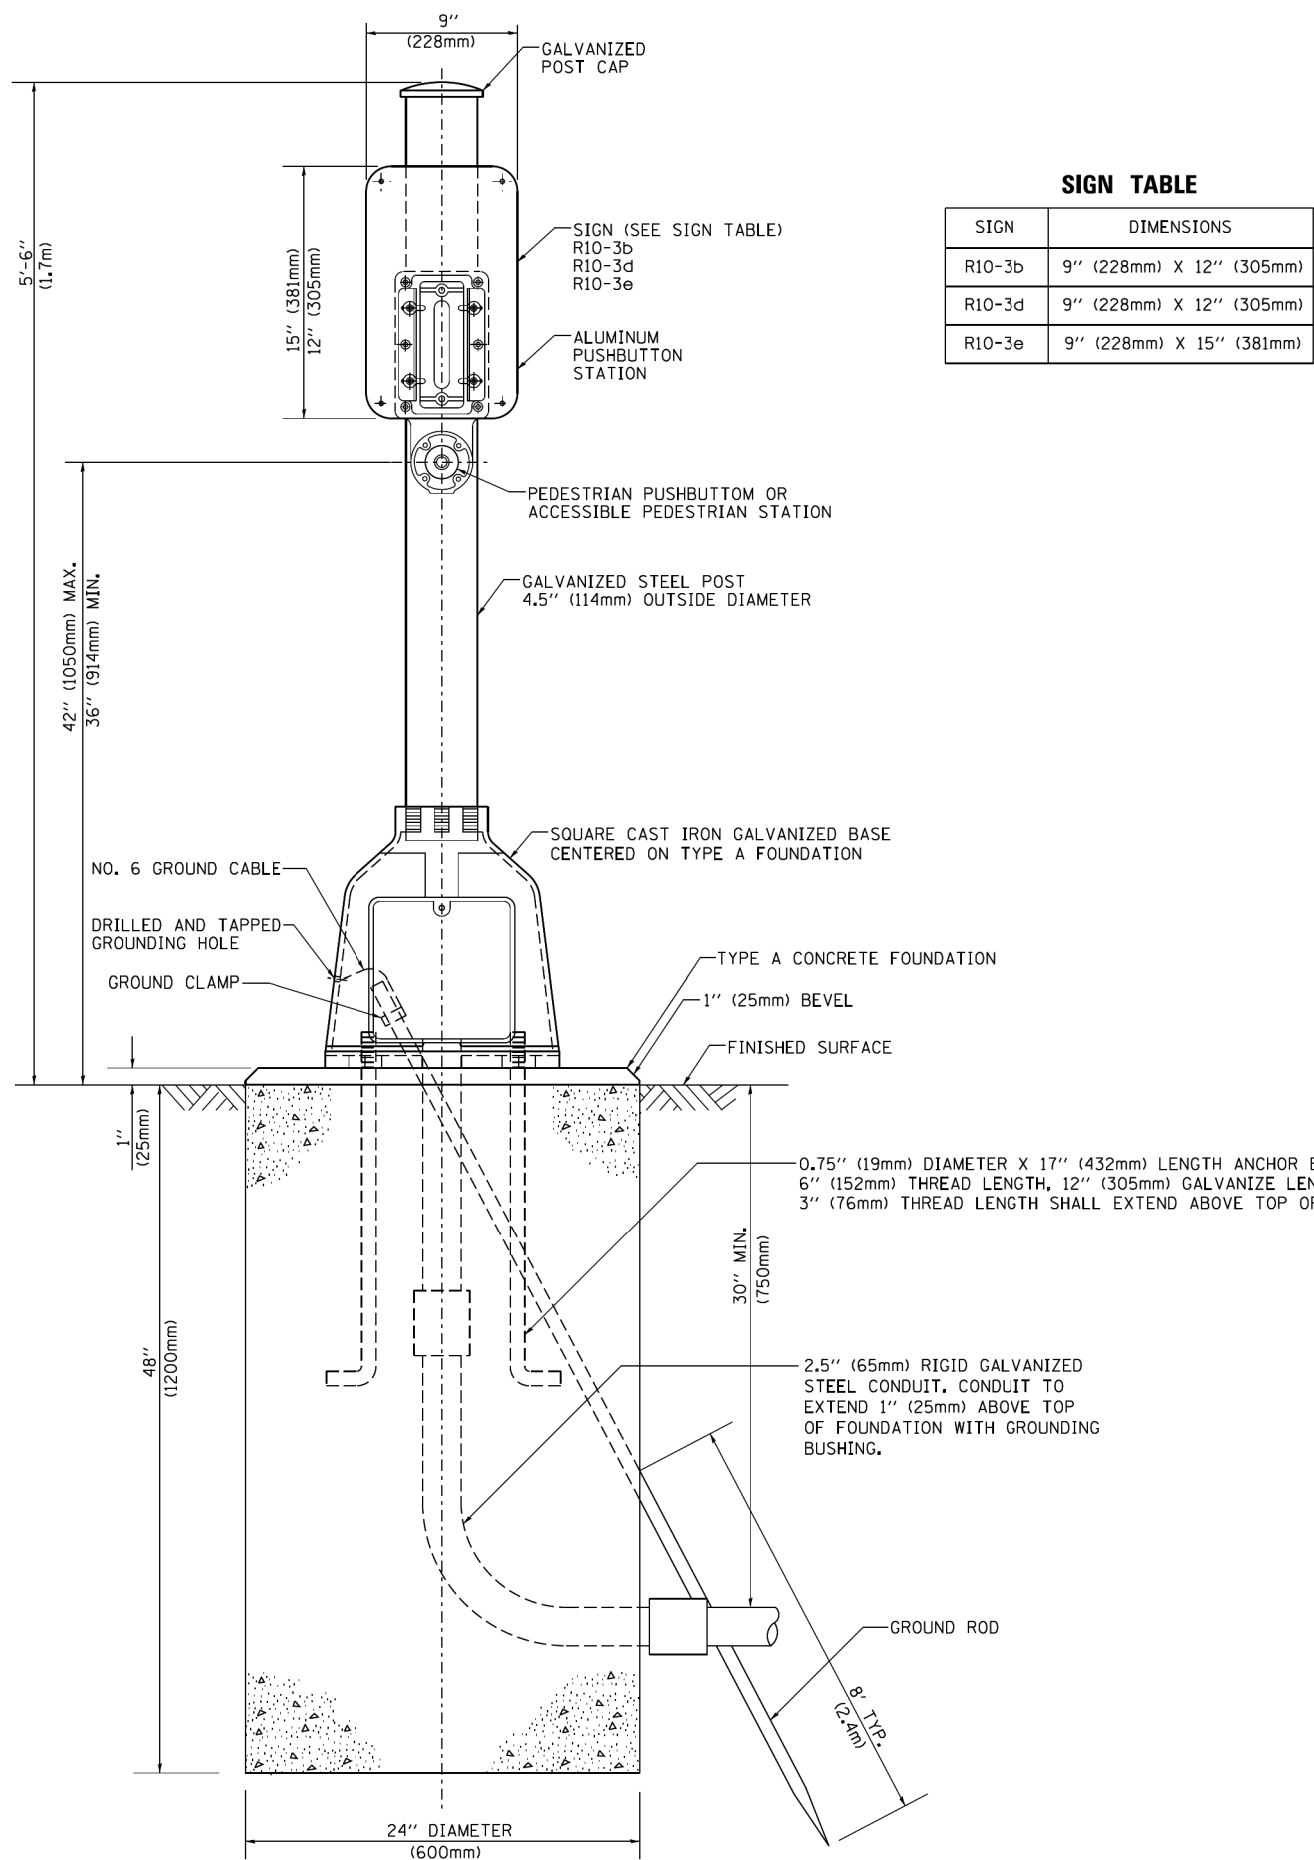 9'' 
(228mm)
GALVANIZED
POST CAP
5'-6''
(1.7m)
15'' (381mm)
12'' (305mm)
SIGN (SEE SIGN TABLE)
R10-3b
R10-3d
R10-3e
ALUMINUM
PUSHBUTTON
STATION
SIGN TABLE
SIGN DIMENSIONS
R10-3b 9'' (228mm) X 12'' (305mm)
R10-3d 9'' (228mm) X 12'' (305mm)
R10-3e 9'' (228mm) X 15'' (381mm)
PEDESTRIAN PUSHBUTTOM OR
ACCESSIBLE PEDESTRIAN STATION
42'' (1050mm) MAX.
36'' (914mm) MIN.
GALVANIZED STEEL POST
4.5'' (114mm) OUTSIDE DIAMETER
SQUARE CAST IRON GALVANIZED BASE
CENTERED ON TYPE A FOUNDATION
NO. 6 GROUND CABLE
DRILLED AND TAPPED
GROUNDING HOLE
GROUND CLAMP
TYPE A CONCRETE FOUNDATION
1'' (25mm) BEVEL
FINISHED SURFACE
1''
(25mm)
0.75'' (19mm) DIAMETER X 17'' (432mm) LENGTH ANCHOR
6'' (152mm) THREAD LENGTH, 12'' (305mm) GALVANIZE
3'' (76mm) THREAD LENGTH SHALL EXTEND ABOVE TOP
30'' MIN.
(750mm)
48''
(1200mm)
2.5'' (65mm) RIGID GALVANIZED
STEEL CONDUIT. CONDUIT TO
EXTEND 1'' (25mm) ABOVE TOP
OF FOUNDATION WITH GROUNDING
BUSHING.
GROUND ROD
8' TYP.
(2.4m)
24'' DIAMETER
(600mm)